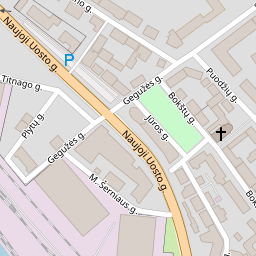 Naujoji Uosto g.
P
Titnago g.
Gegužės g.
Puodžių g.
Bokštų g.
Plytų g.
Jūros g.
Naujoji Uosto g.
Gegužės g.
M. Šerniaus g.